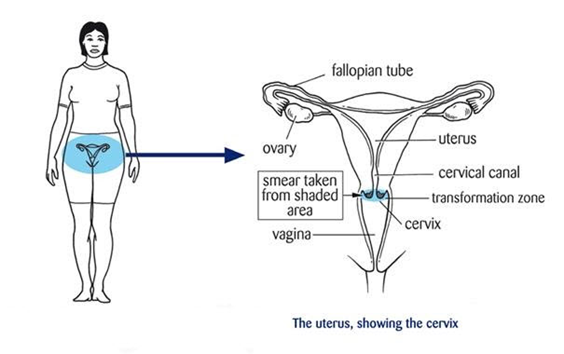 fallopian tube
ovary
uterus
cervical canal
smear taken
from shaded
area
transformation zone
cervix
vagina
The uterus, showing the cervix